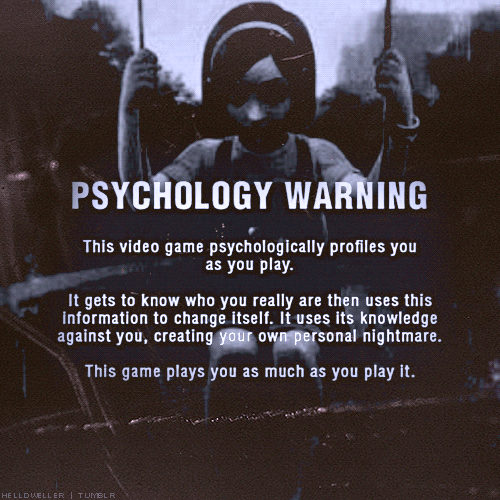 PSYCHOLOGY WARNING
This video game psychologically profiles you
as you play.
It gets to know who you really are then uses this
information to change itself. It uses its knowledge
against you, creating your own personal nightmare.
This game plays you as much as you play it.
HELLDWELLER | TUMBLR